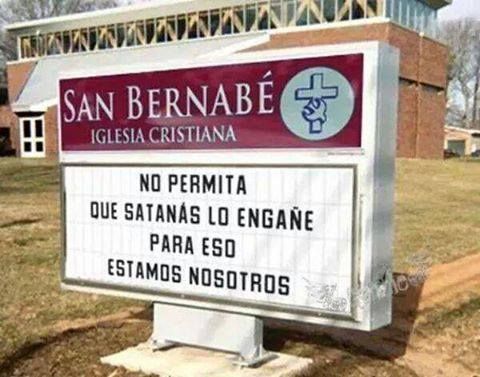 SAN BERNABÉ
IGLESIA CRISTIANA
NO PERMITA
QUE SATANÁS LO ENGAÑE
PARA ESO
ESTAMOS NOSOTROS